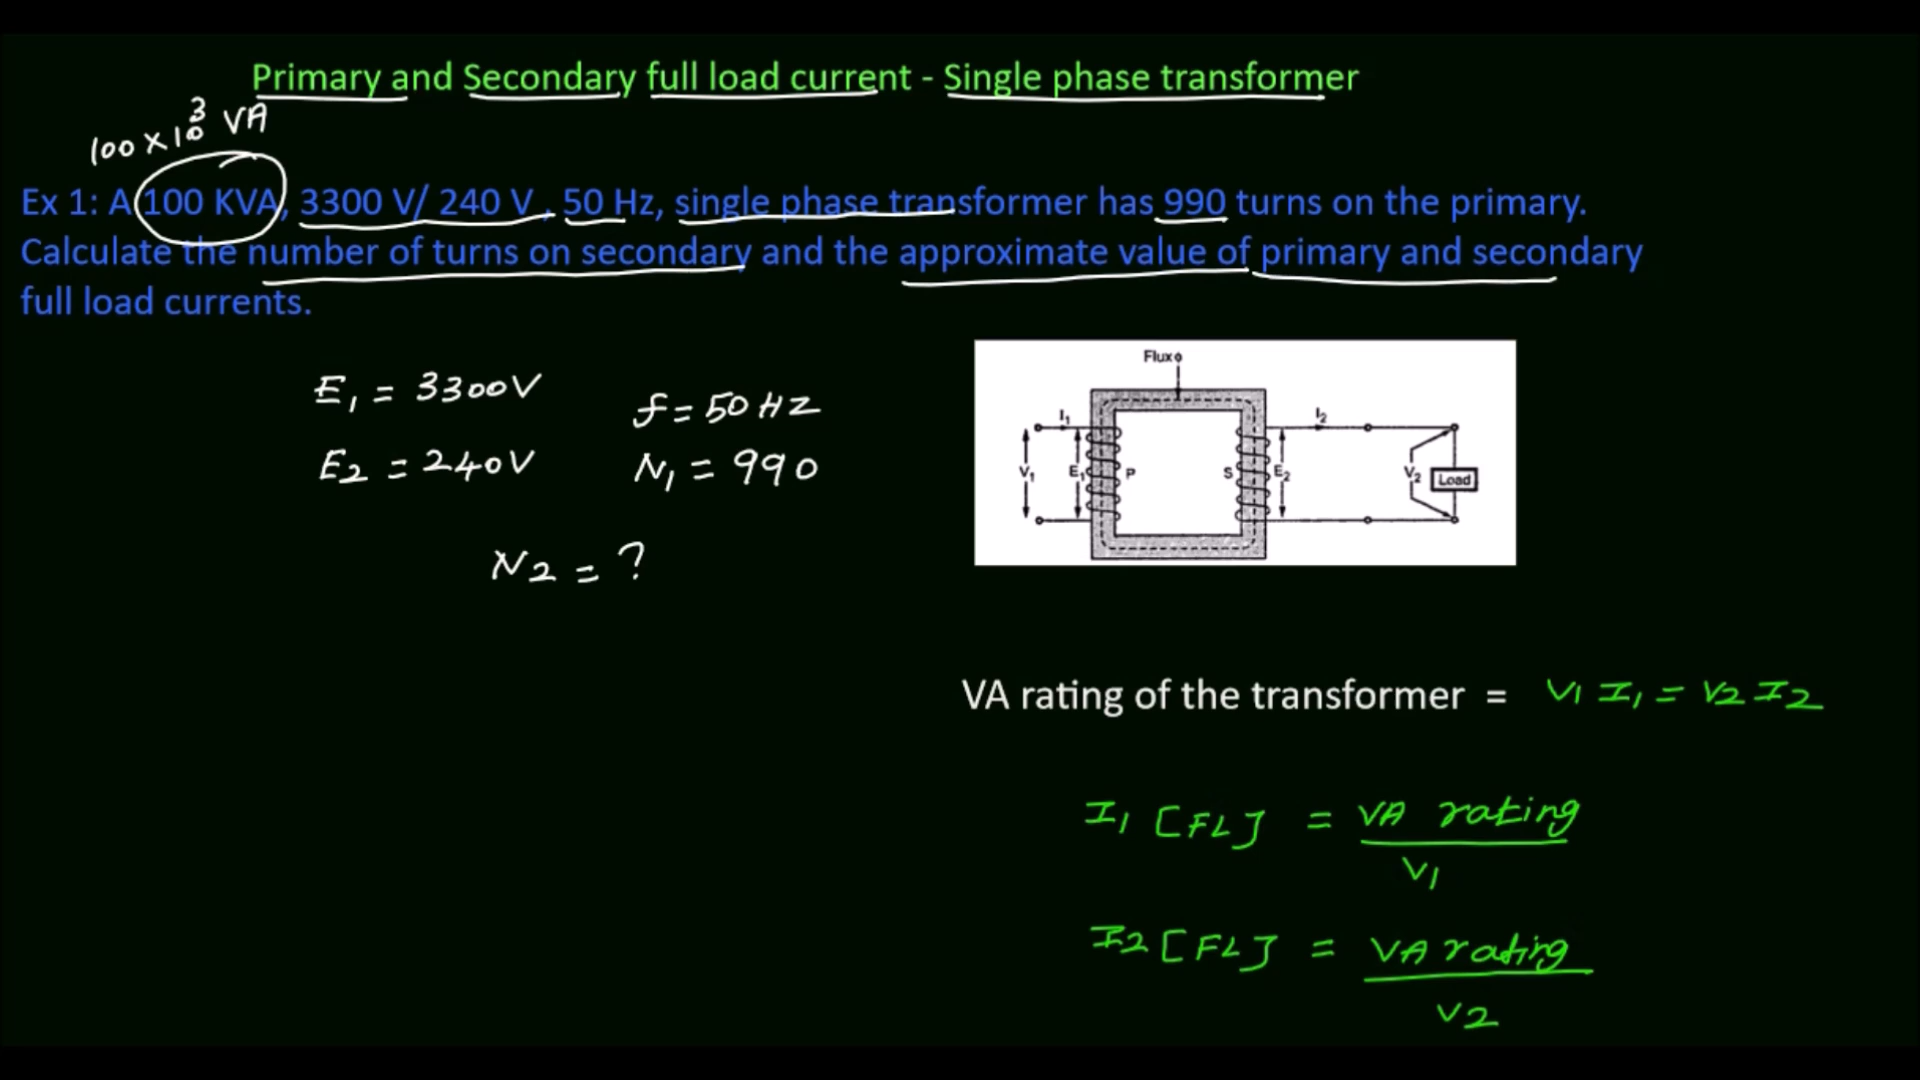 Primary and Secondary full load current - Single phase transformer
100 x 10³ VA
Ex 1: A 100 KVA, 3300 V/ 240 V , 50 Hz, single phase transformer has 990 turns on the primary.
Calculate the number of turns on secondary and the approximate value of primary and secondary
full load currents.
E₁ = 3300V
f = 50 HZ
E2 = 240V
N₁ = 990
N2 = ?
Flux ϕ
I₁
I₂
V₁
E₁
P
S
E₂
V₂
Load
VA rating of the transformer = V₁ I₁ = V2 I2
I₁ [FL] = VA rating
V₁
I2 [FL] = VA rating
V2